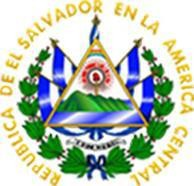 REPUBLICA DE EL SALVADOR EN LA AMERICA CENTRAL